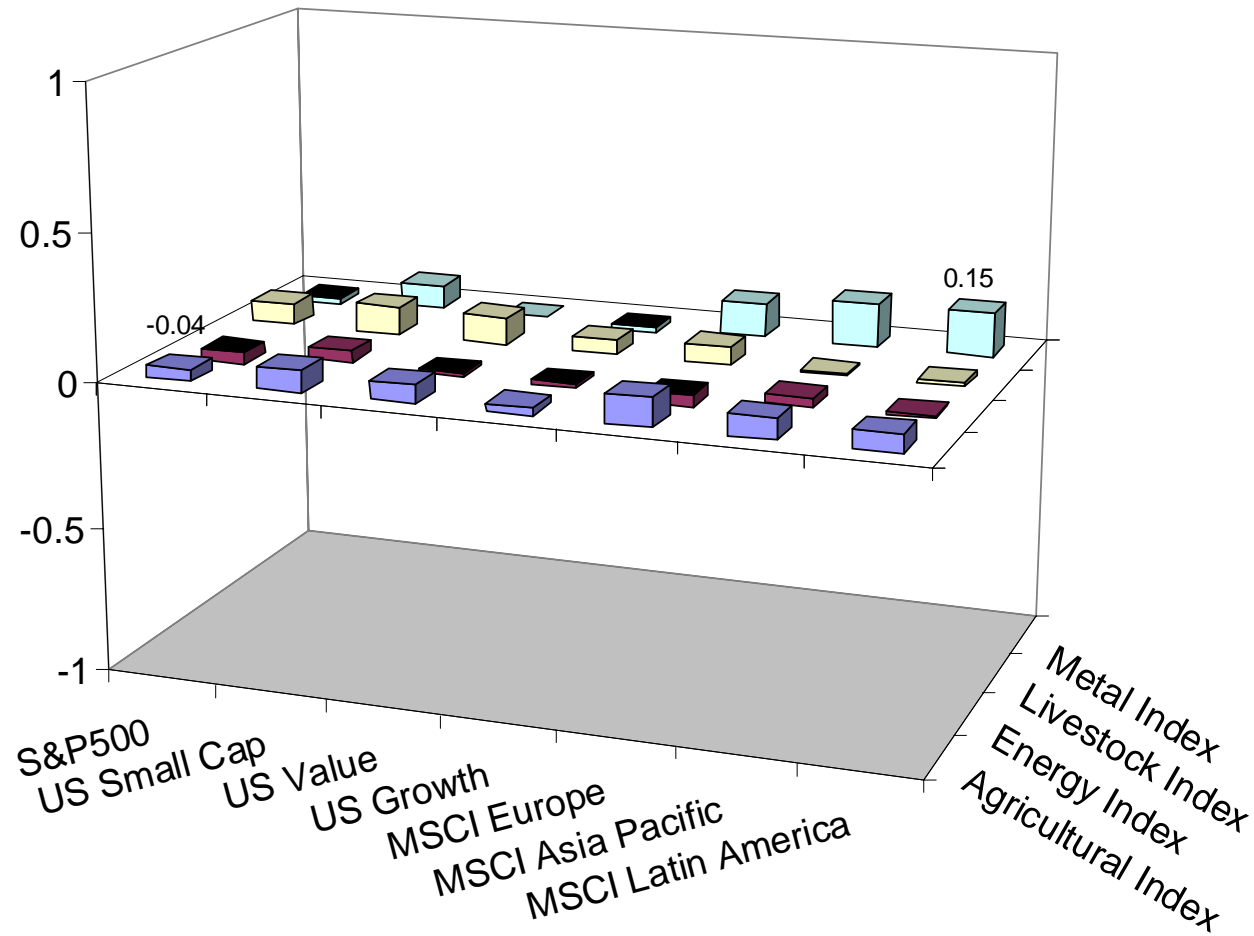 1
0.5
0
-0.5
-1
-0.04
0.15
S&P500
US Small Cap
US Value
US Growth
MSCI Europe
MSCI Asia Pacific
MSCI Latin America
Metal Index
Livestock Index
Energy Index
Agricultural Index